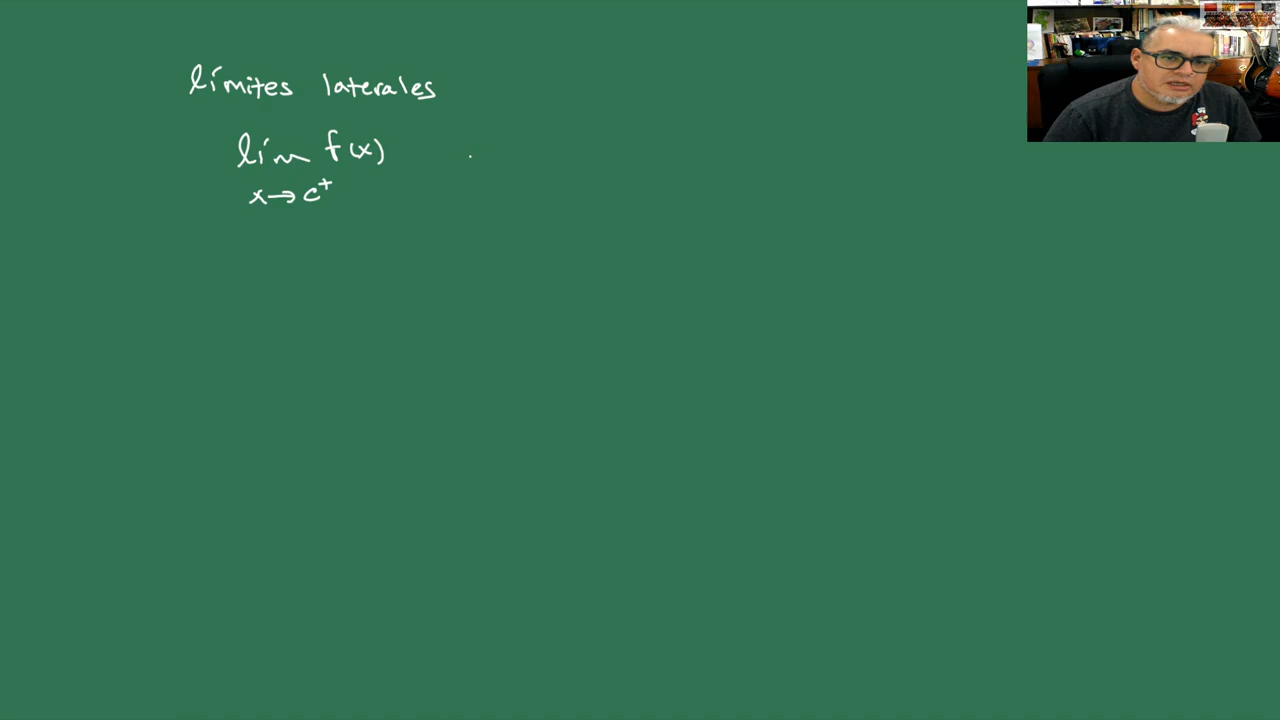 límites laterales
lím f(x)
x→c⁺